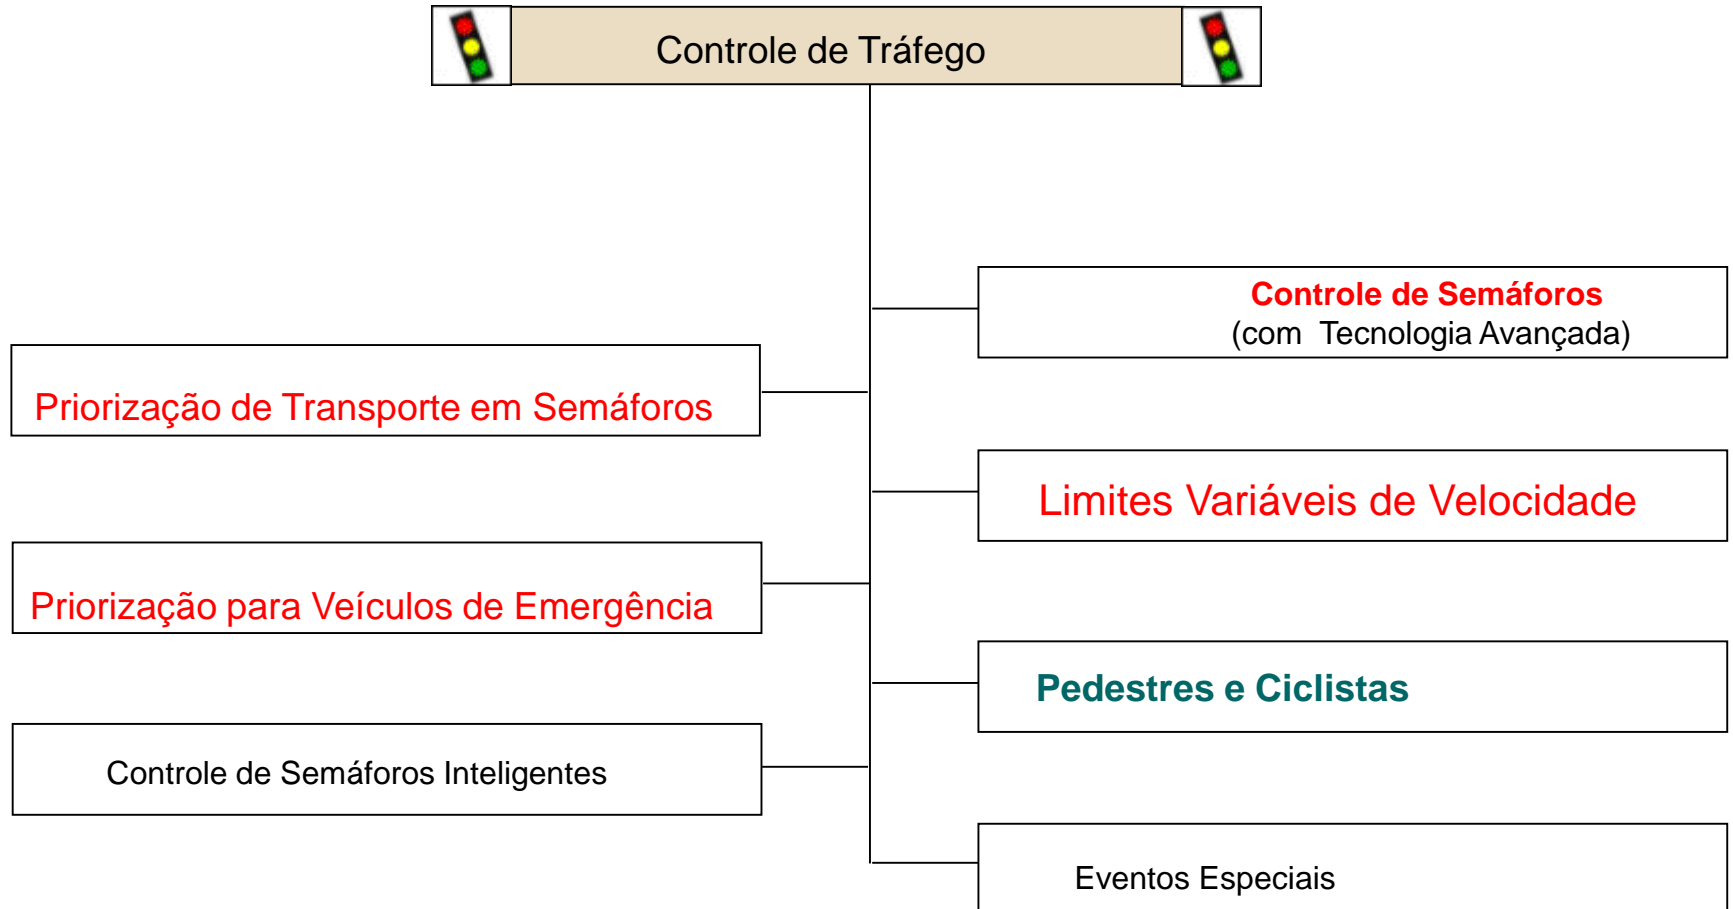 Controle de Tráfego
Priorização de Transporte em Semáforos
Priorização para Veículos de Emergência
Controle de Semáforos Inteligentes
Controle de Semáforos
(com Tecnologia Avançada)
Limites Variáveis de Velocidade
Pedestres e Ciclistas
Eventos Especiais